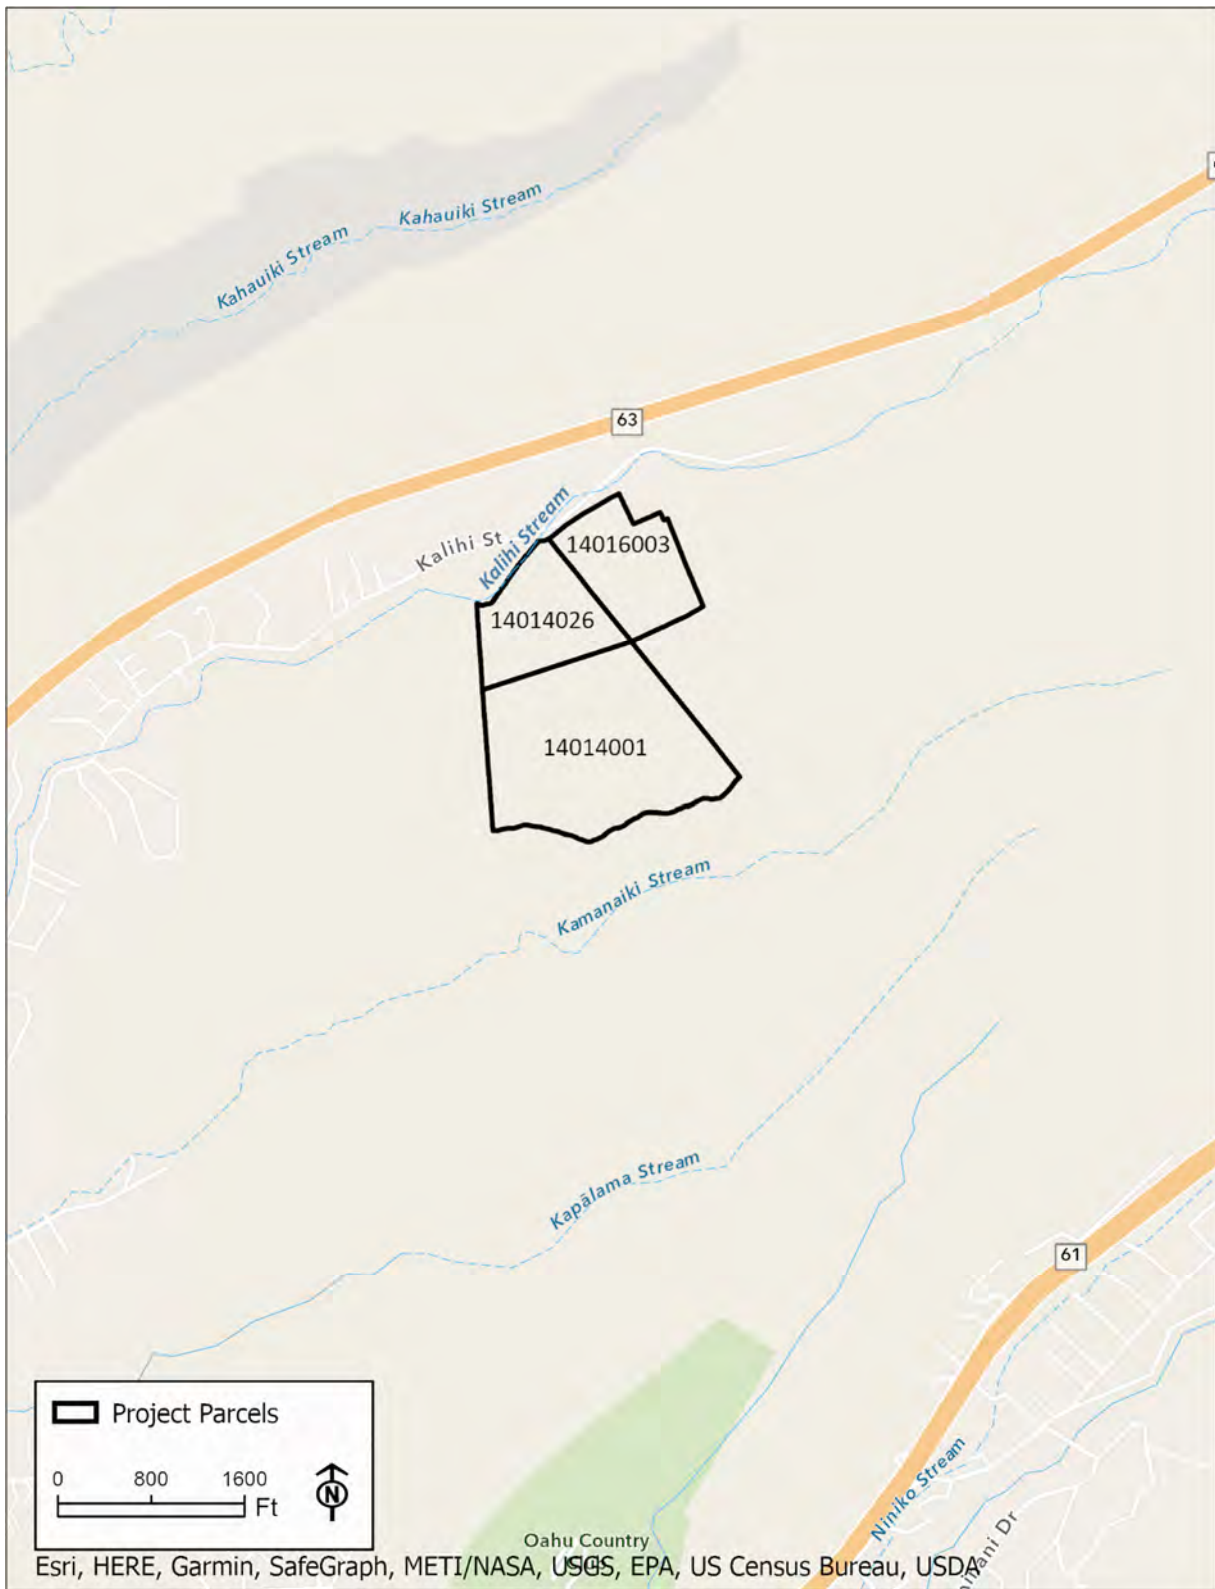 Kahauiki Stream
Kahauiki Stream
63
Kalihi St
Kalihi Stream
14016003
14014026
14014001
Kamanaiki Stream
Kapālama Stream
61
Niniko Stream
Project Parcels
0 800 1600
Ft
N
Oahu Country
Esri, HERE, Garmin, SafeGraph, METI/NASA, USGS, EPA, US Census Bureau, USDA
Dr